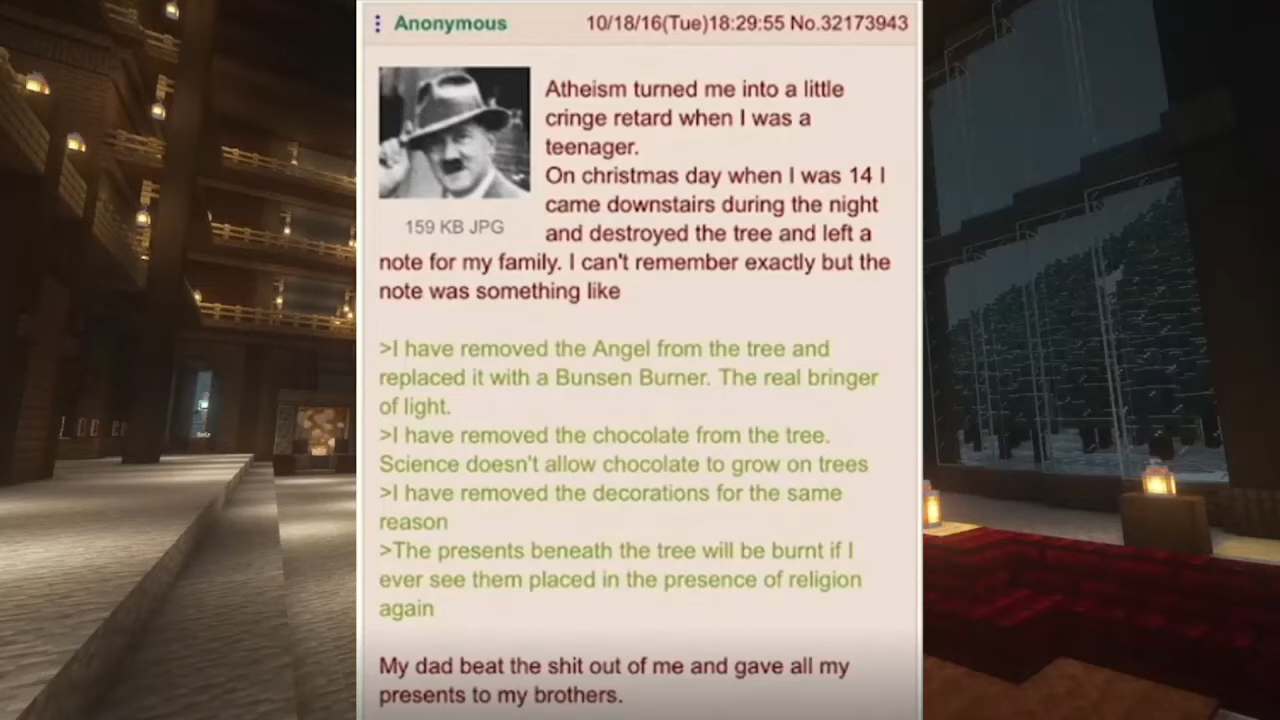 Anonymous 10/18/16(Tue)18:29:55 No.32173943
Atheism turned me into a little
cringe retard when I was a
teenager.
On christmas day when I was 14 I
came downstairs during the night
159 KB JPG
and destroyed the tree and left a
note for my family. I can't remember exactly but the
note was something like
>I have removed the Angel from the tree and
replaced it with a Bunsen Burner. The real bringer
of light.
>I have removed the chocolate from the tree.
Science doesn't allow chocolate to grow on trees
>I have removed the decorations for the same
reason
>The presents beneath the tree will be burnt if I
ever see them placed in the presence of religion
again
My dad beat the shit out of me and gave all my
presents to my brothers.